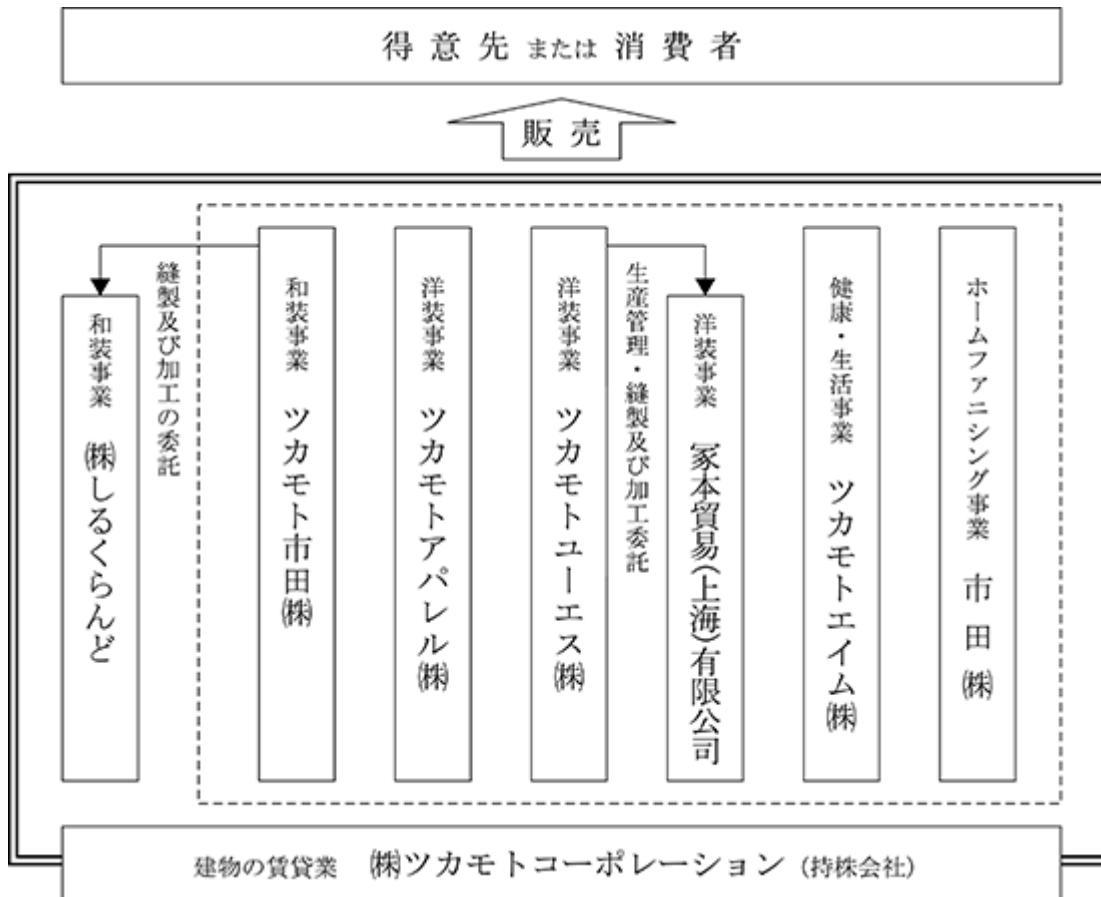 得意先または消費者
販売
和装事業 ㈱しるくらんど
縫製及び加工の委託
和装事業 ツカモト市田㈱
洋装事業 ツカモトアパレル㈱
洋装事業 ツカモトユーエス㈱
生産管理・縫製及び加工委託
洋装事業 冢本貿易(上海)有限公司
健康・生活事業 ツカモトエイム㈱
ホームファニシング事業 市田㈱
建物の賃貸業 ㈱ツカモトコーポレーション(持株会社)